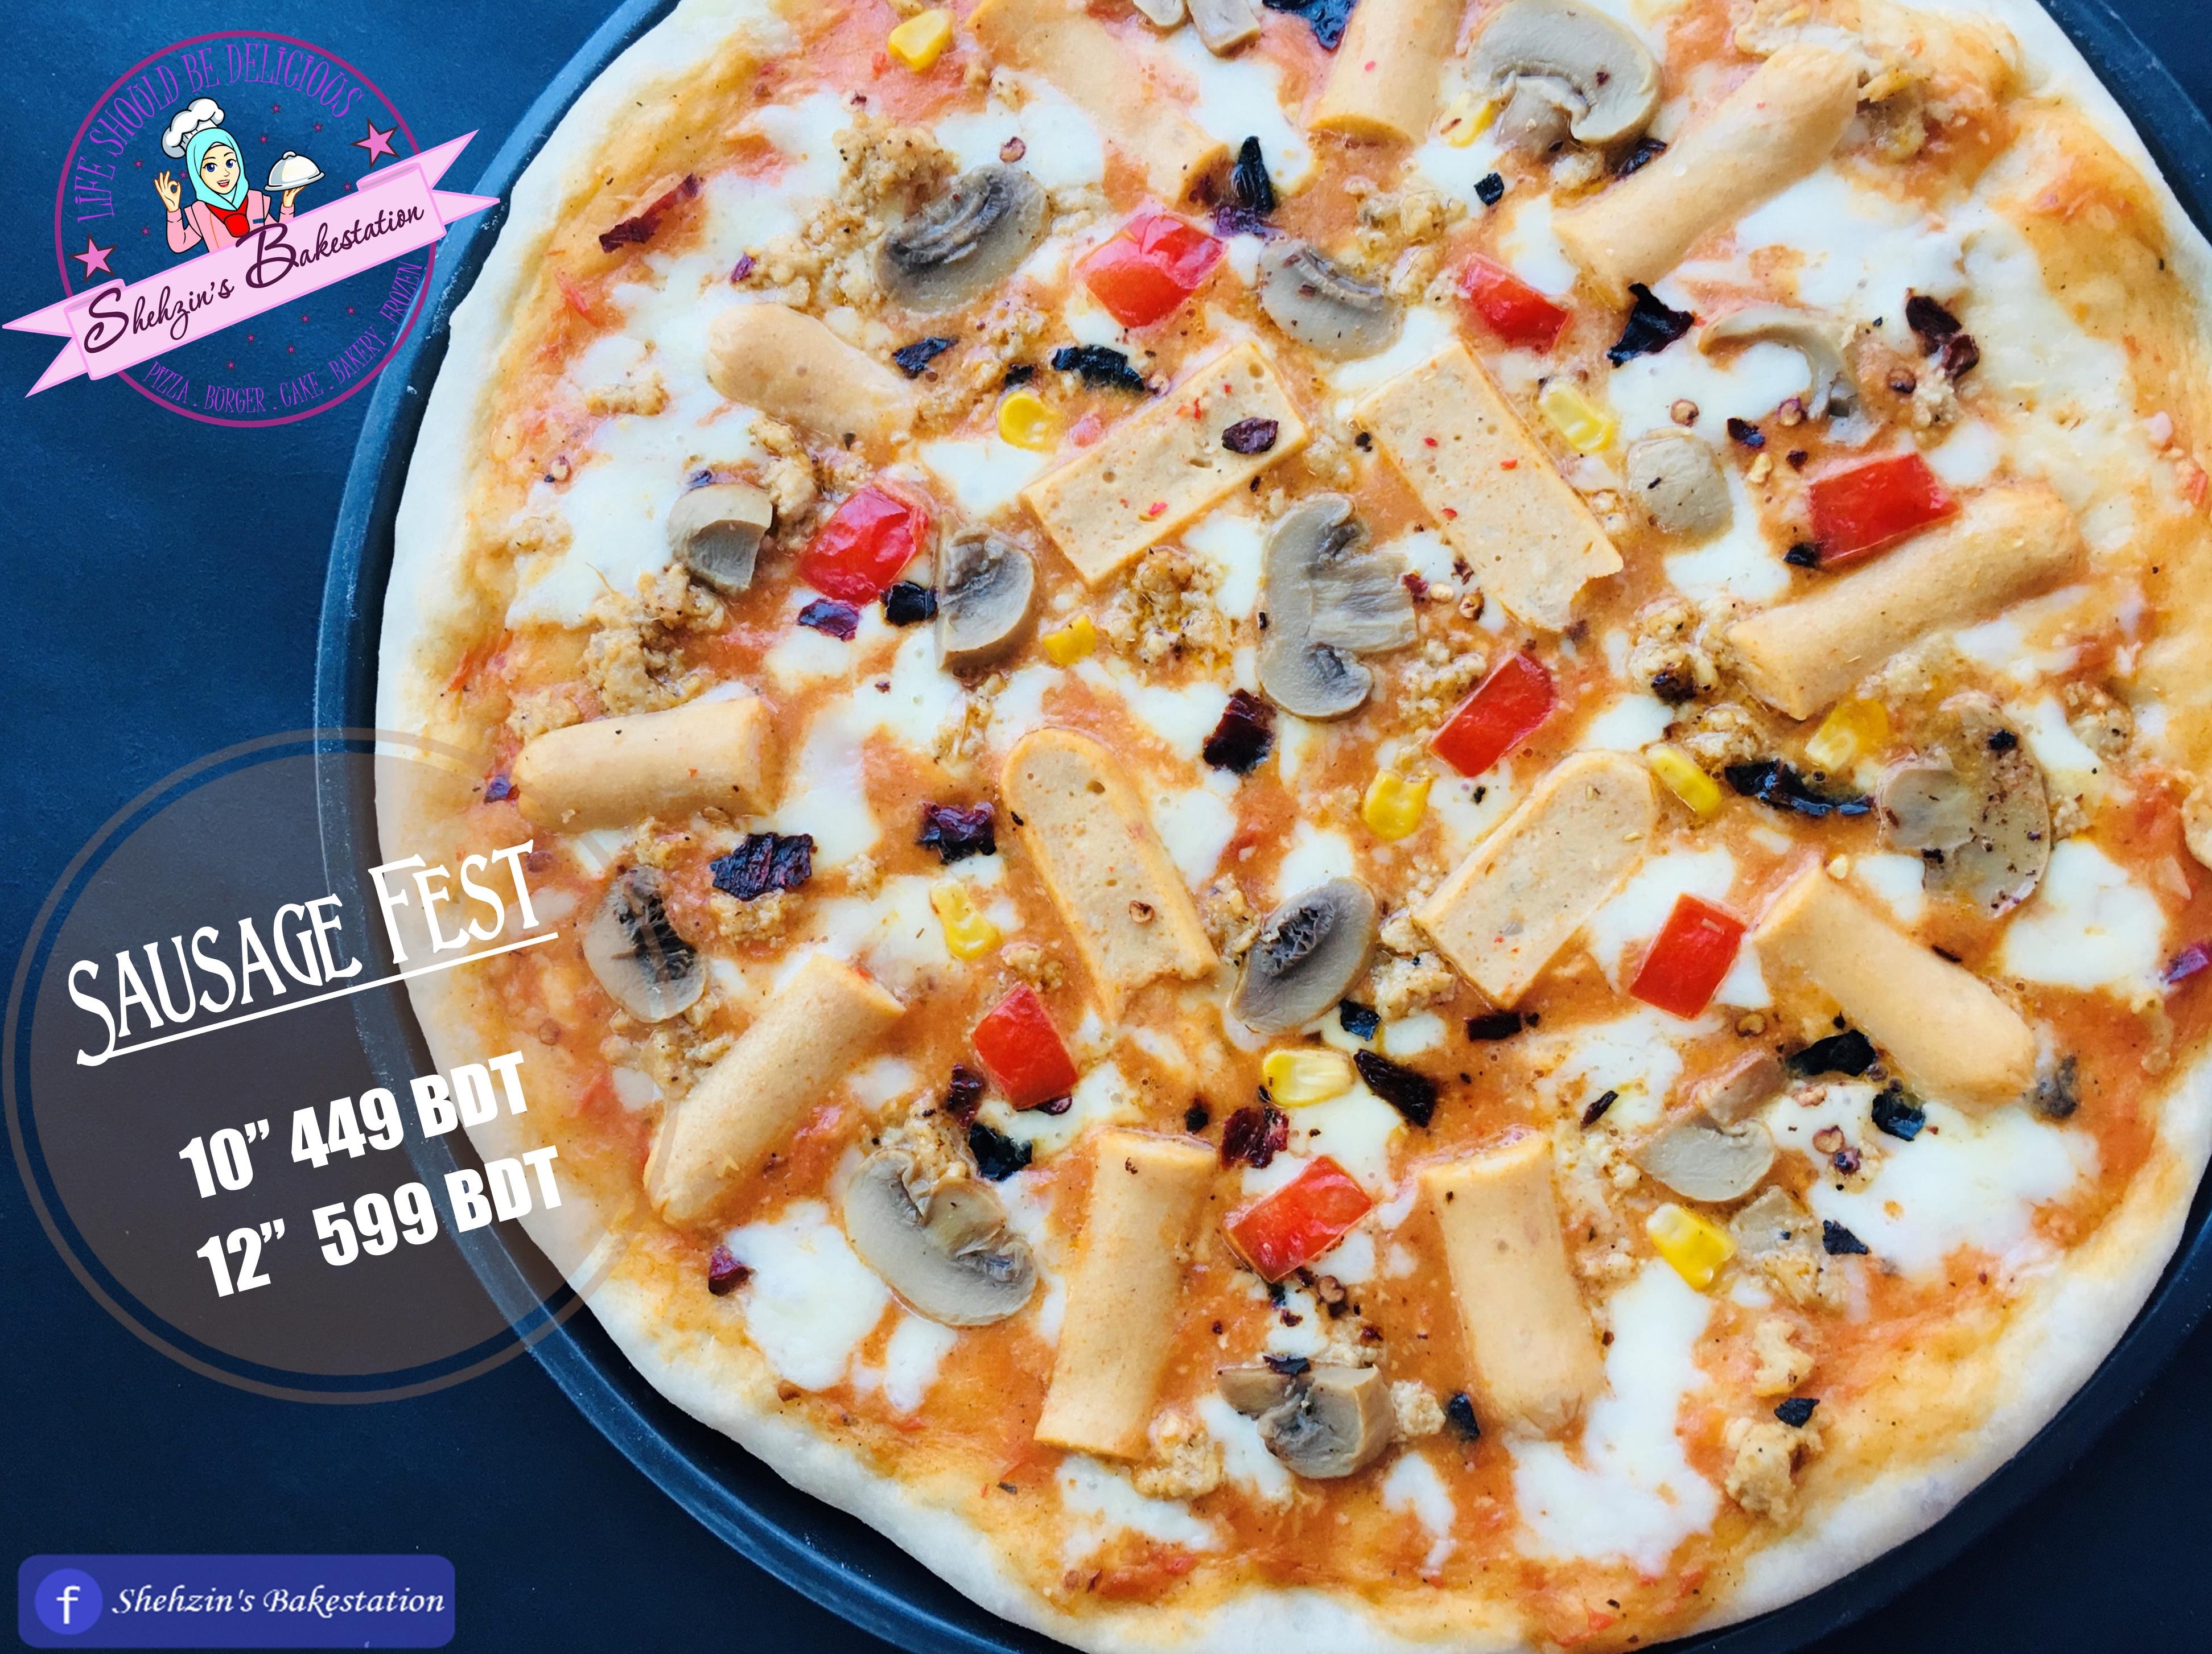 LIFE SHOULD BE DELICIOUS
Shehzin's Bakestation
PIZZA . BURGER . CAKE . BAKERY . FROZEN
SAUSAGE FEST
10” 449 BDT
12” 599 BDT
f Shehzin's Bakestation